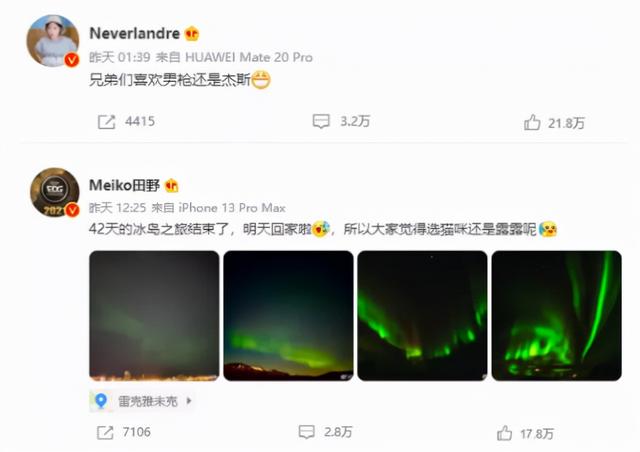 Neverlandre
昨天 01:39 来自 HUAWEI Mate 20 Pro
兄弟们喜欢男枪还是杰斯
4415 3.2万 21.8万
EDG
2021
Meiko田野
昨天 12:25 来自 iPhone 13 Pro Max
42天的冰岛之旅结束了，明天回家啦，所以大家觉得选猫咪还是露露呢
雷克雅未克
7106 2.8万 17.8万